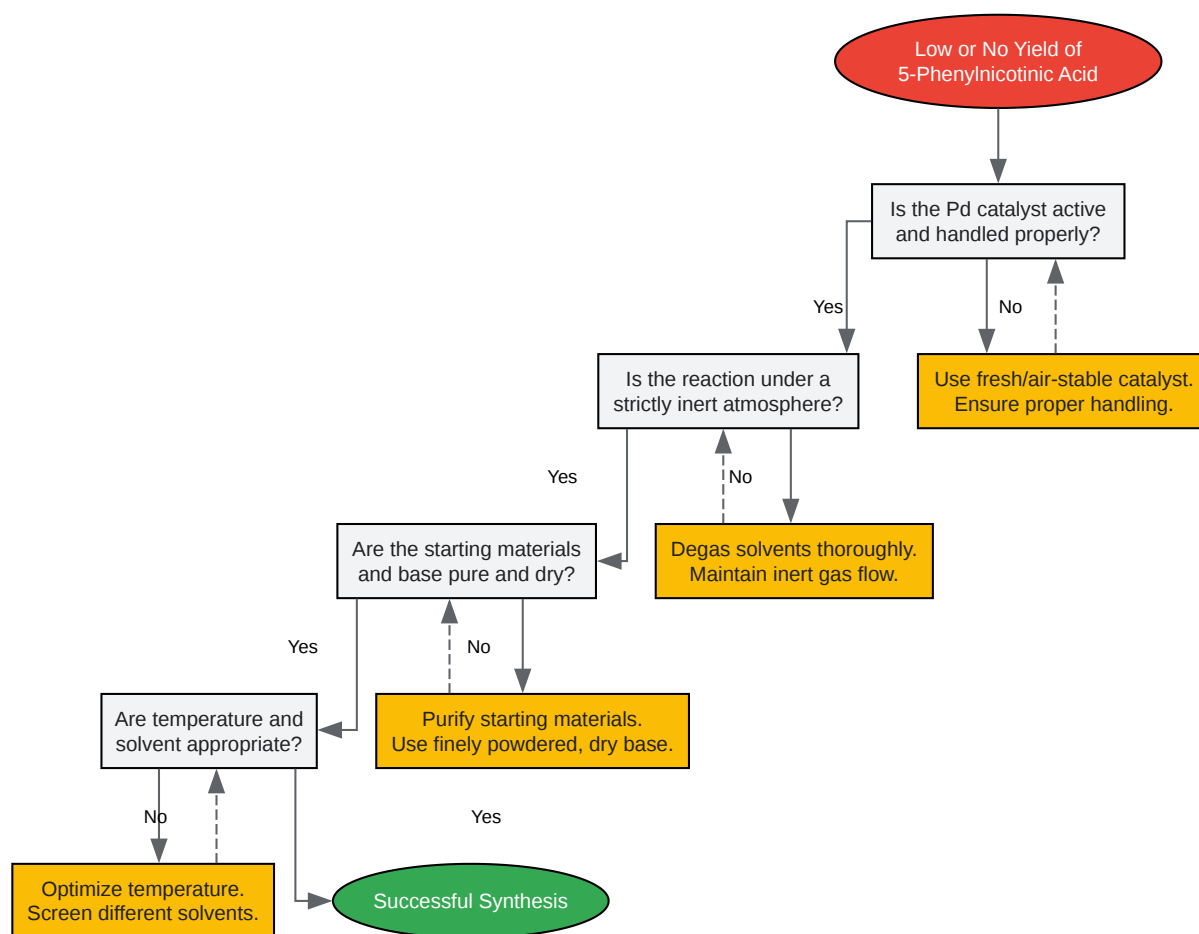 Low or No Yield of
5-Phenylnicotinic Acid
Is the Pd catalyst active
and handled properly?
Yes
No
Is the reaction under a
strictly inert atmosphere?
Use fresh/air-stable catalyst.
Ensure proper handling.
Yes
No
Are the starting materials
and base pure and dry?
Degas solvents thoroughly.
Maintain inert gas flow.
Yes
No
Are temperature and
solvent appropriate?
Purify starting materials.
Use finely powdered, dry base.
No
Yes
Optimize temperature.
Screen different solvents.
Successful Synthesis